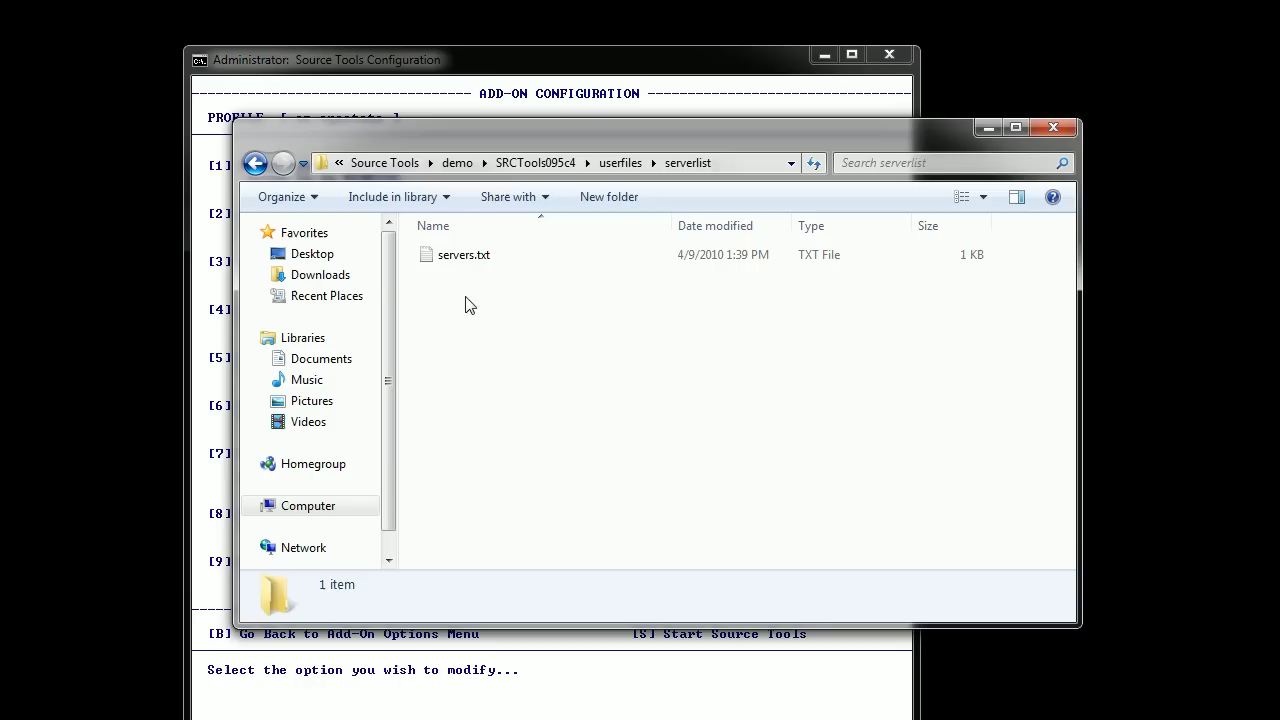 Administrator: Source Tools Configuration
ADD-ON CONFIGURATION
« Source Tools demo SRCTools095c4 userfiles serverlist
Search serverlist
Organize Include in library Share with New folder
Name Date modified Type Size
servers.txt 4/9/2010 1:39 PM TXT File 1 KB
Favorites
Desktop
Downloads
Recent Places
Libraries
Documents
Music
Pictures
Videos
Homegroup
Computer
Network
1 item
[1]
[2]
[3]
[4]
[5]
[6]
[7]
[8]
[9]
[B] Go Back to Add-On Options Menu [S] Start Source Tools
Select the option you wish to modify...